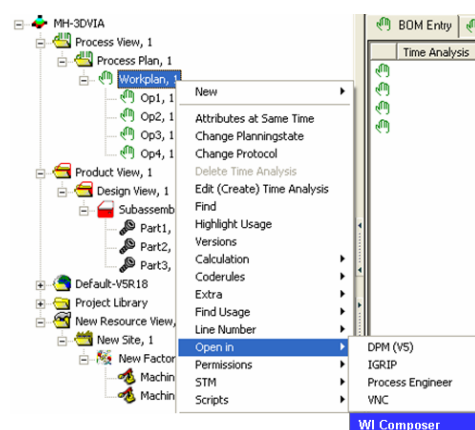 MH-3DVIA
Process View, 1
Process Plan, 1
Workplan, 1
Op1, 1
Op2, 1
Op3, 1
Op4, 1
Product View, 1
Design View, 1
Subassemb
Part1,
Part2,
Part3,
Default-V5R18
Project Library
New Resource View,
New Site, 1
New Factor
Machin
Machin
New
Attributes at Same Time
Change Planningstate
Change Protocol
Delete Time Analysis
Edit (Create) Time Analysis
Find
Highlight Usage
Versions
Calculation
Coderules
Extra
Find Usage
Line Number
Open in
Permissions
STM
Scripts
BOM Entry
Time Analysis
DPM (V5)
IGRIP
Process Engineer
VNC
WI Composer